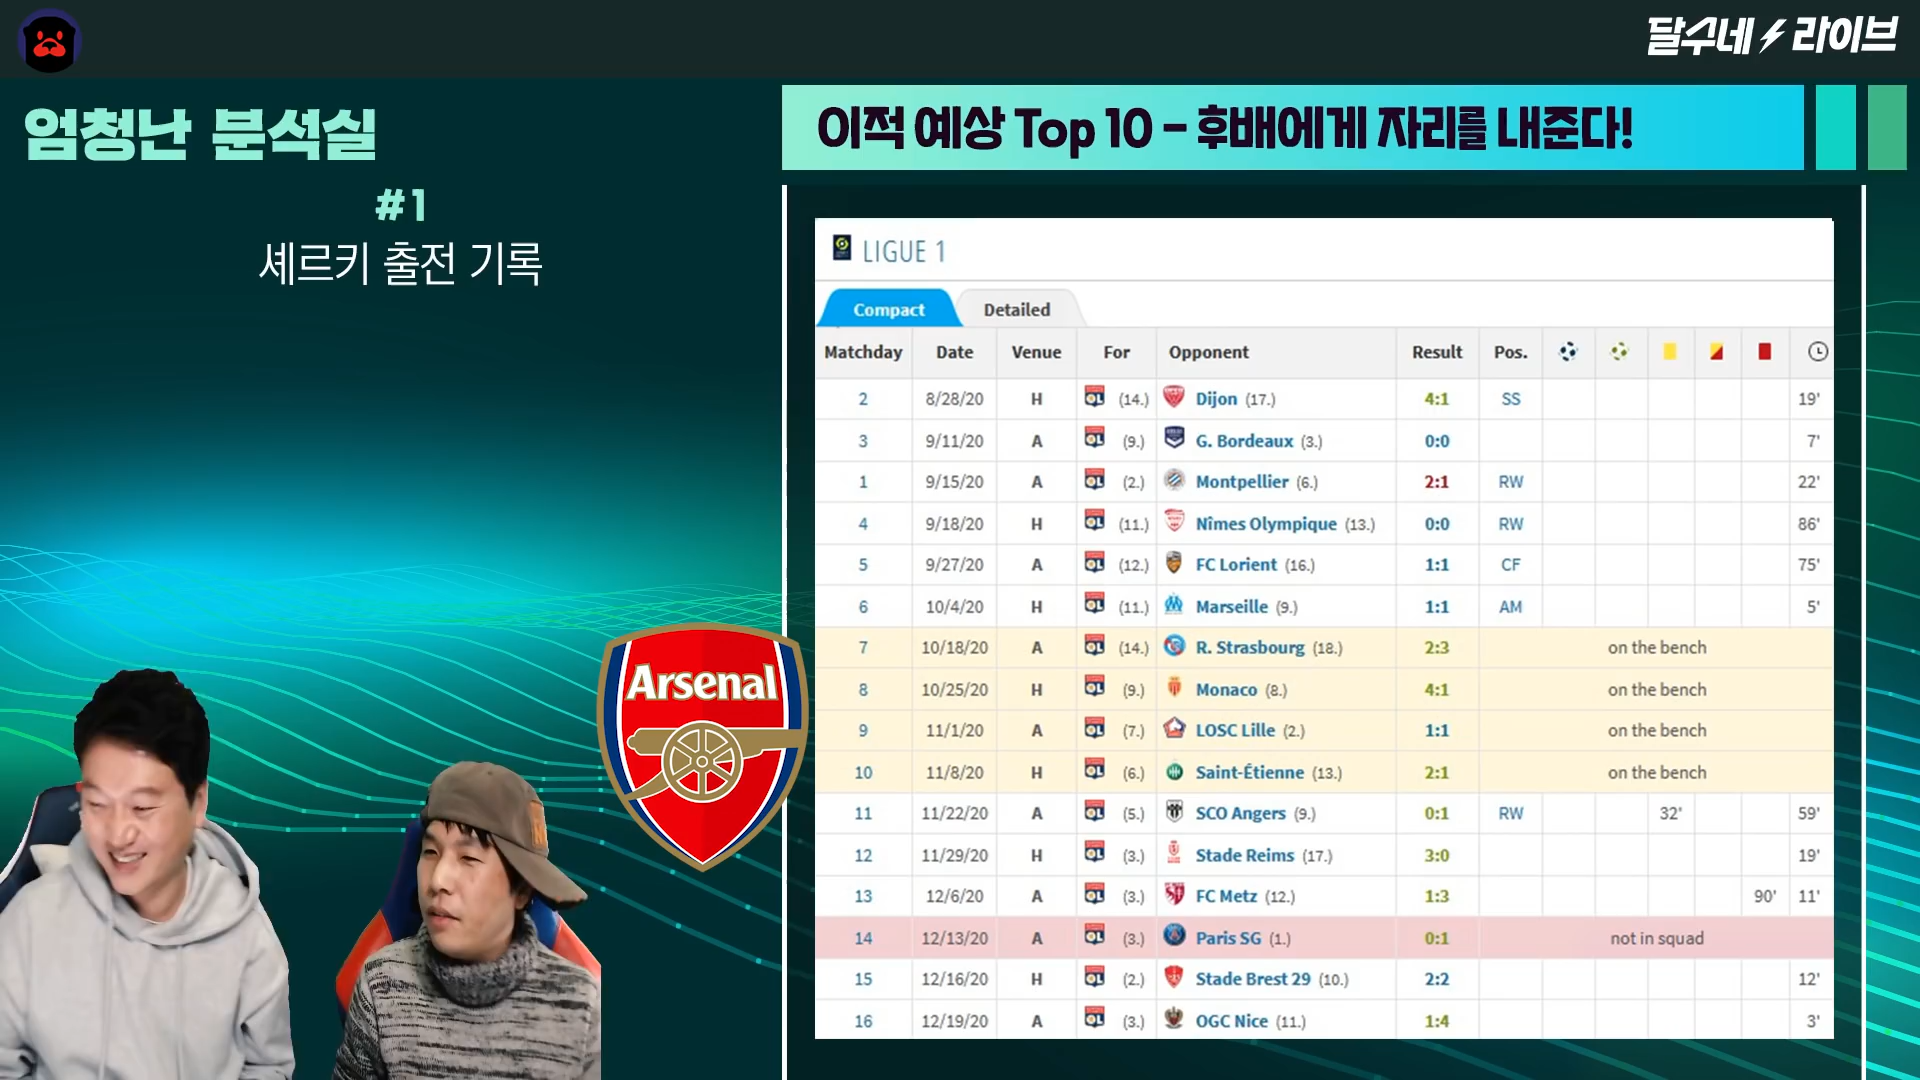 달수네 라이브
엄청난 분석실
이적 예상 Top 10 - 후배에게 자리를 내준다!
#1
셰르키 출전 기록
LIGUE 1
Compact Detailed
Matchday Date Venue For Opponent Result Pos.
2 8/28/20 H (14.) Dijon (17.) 4:1 SS 19'
3 9/11/20 A (9.) G. Bordeaux (3.) 0:0 7'
1 9/15/20 A (2.) Montpellier (6.) 2:1 RW 22'
4 9/18/20 H (11.) Nîmes Olympique (13.) 0:0 RW 86'
5 9/27/20 A (12.) FC Lorient (16.) 1:1 CF 75'
6 10/4/20 H (11.) Marseille (9.) 1:1 AM 5'
7 10/18/20 A (14.) R. Strasbourg (18.) 2:3 on the bench
8 10/25/20 H (9.) Monaco (8.) 4:1 on the bench
9 11/1/20 A (7.) LOSC Lille (2.) 1:1 on the bench
10 11/8/20 H (6.) Saint-Étienne (13.) 2:1 on the bench
11 11/22/20 A (5.) SCO Angers (9.) 0:1 RW 32' 59'
12 11/29/20 H (3.) Stade Reims (17.) 3:0 19'
13 12/6/20 A (3.) FC Metz (12.) 1:3 90' 11'
14 12/13/20 A (3.) Paris SG (1.) 0:1 not in squad
15 12/16/20 H (2.) Stade Brest 29 (10.) 2:2 12'
16 12/19/20 A (3.) OGC Nice (11.) 1:4 3'
Arsenal